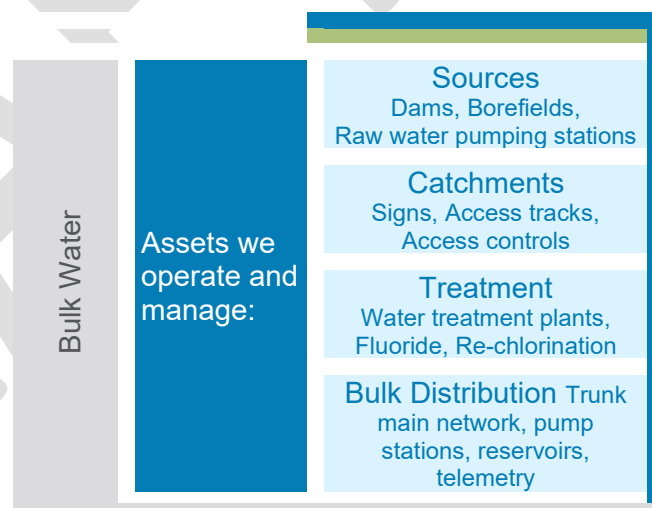 Bulk Water
Assets we
operate and
manage:
Sources
Dams, Borefields,
Raw water pumping stations
Catchments
Signs, Access tracks,
Access controls
Treatment
Water treatment plants,
Fluoride, Re-chlorination
Bulk Distribution Trunk
main network, pump
stations, reservoirs,
telemetry